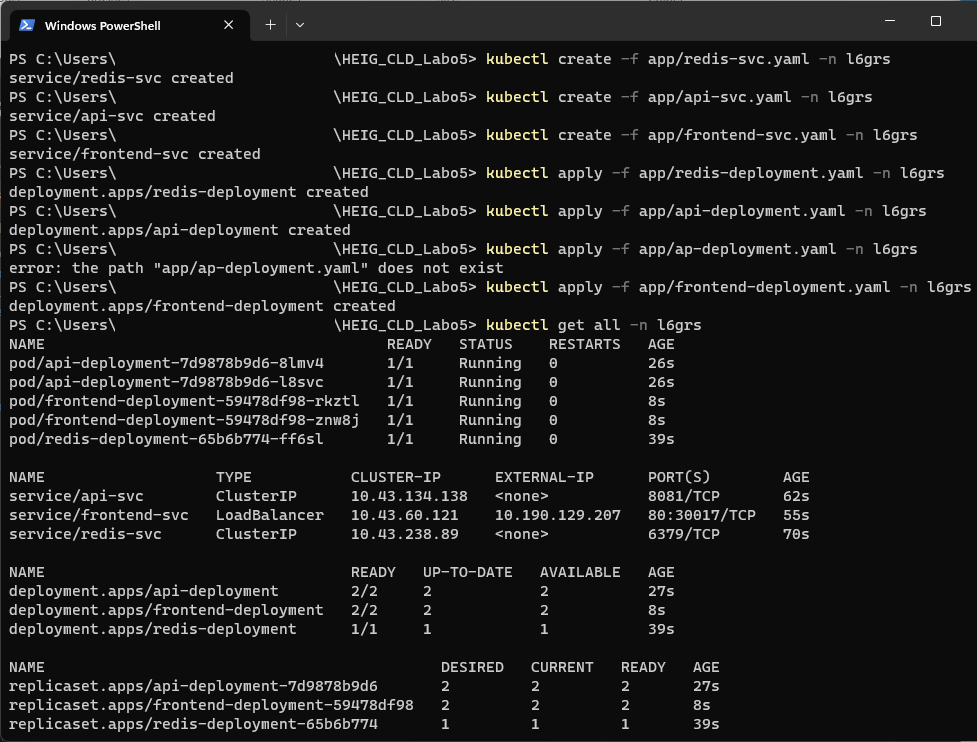 Windows PowerShell
PS C:\Users\ \HEIG_CLD_Labo5> kubectl create -f app/redis-svc.yaml -n l6grs
service/redis-svc created
PS C:\Users\ \HEIG_CLD_Labo5> kubectl create -f app/api-svc.yaml -n l6grs
service/api-svc created
PS C:\Users\ \HEIG_CLD_Labo5> kubectl create -f app/frontend-svc.yaml -n l6grs
service/frontend-svc created
PS C:\Users\ \HEIG_CLD_Labo5> kubectl apply -f app/redis-deployment.yaml -n l6grs
deployment.apps/redis-deployment created
PS C:\Users\ \HEIG_CLD_Labo5> kubectl apply -f app/api-deployment.yaml -n l6grs
deployment.apps/api-deployment created
PS C:\Users\ \HEIG_CLD_Labo5> kubectl apply -f app/ap-deployment.yaml -n l6grs
error: the path "app/ap-deployment.yaml" does not exist
PS C:\Users\ \HEIG_CLD_Labo5> kubectl apply -f app/frontend-deployment.yaml -n l6grs
deployment.apps/frontend-deployment created
PS C:\Users\ \HEIG_CLD_Labo5> kubectl get all -n l6grs
NAME READY STATUS RESTARTS AGE
pod/api-deployment-7d9878b9d6-8lmv4 1/1 Running 0 26s
pod/api-deployment-7d9878b9d6-l8svc 1/1 Running 0 26s
pod/frontend-deployment-59478df98-rkztl 1/1 Running 0 8s
pod/frontend-deployment-59478df98-znw8j 1/1 Running 0 8s
pod/redis-deployment-65b6b774-ff6sl 1/1 Running 0 39s
NAME TYPE CLUSTER-IP EXTERNAL-IP PORT(S) AGE
service/api-svc ClusterIP 10.43.134.138 <none> 8081/TCP 62s
service/frontend-svc LoadBalancer 10.43.60.121 10.190.129.207 80:30017/TCP 55s
service/redis-svc ClusterIP 10.43.238.89 <none> 6379/TCP 70s
NAME READY UP-TO-DATE AVAILABLE AGE
deployment.apps/api-deployment 2/2 2 2 27s
deployment.apps/frontend-deployment 2/2 2 2 8s
deployment.apps/redis-deployment 1/1 1 1 39s
NAME DESIRED CURRENT READY AGE
replicaset.apps/api-deployment-7d9878b9d6 2 2 2 27s
replicaset.apps/frontend-deployment-59478df98 2 2 2 8s
replicaset.apps/redis-deployment-65b6b774 1 1 1 39s